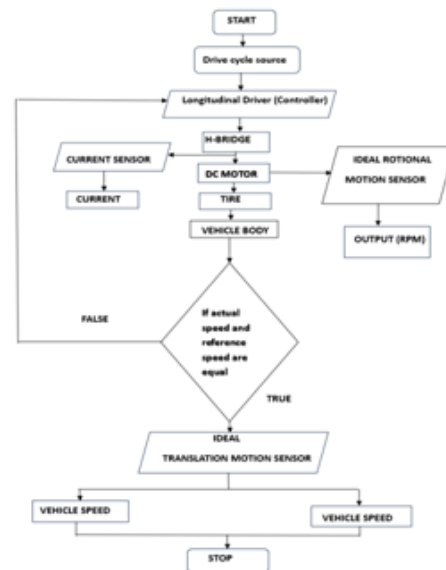 START
Drive cycle source
Longitudinal Driver (Controller)
H-BRIDGE
CURRENT SENSOR
DC MOTOR
IDEAL ROTIONAL
MOTION SENSOR
CURRENT
TIRE
VEHICLE BODY
OUTPUT (RPM)
If actual
speed and
reference
speed are
equal
FALSE
TRUE
IDEAL
TRANSLATION MOTION SENSOR
VEHICLE SPEED
VEHICLE SPEED
STOP